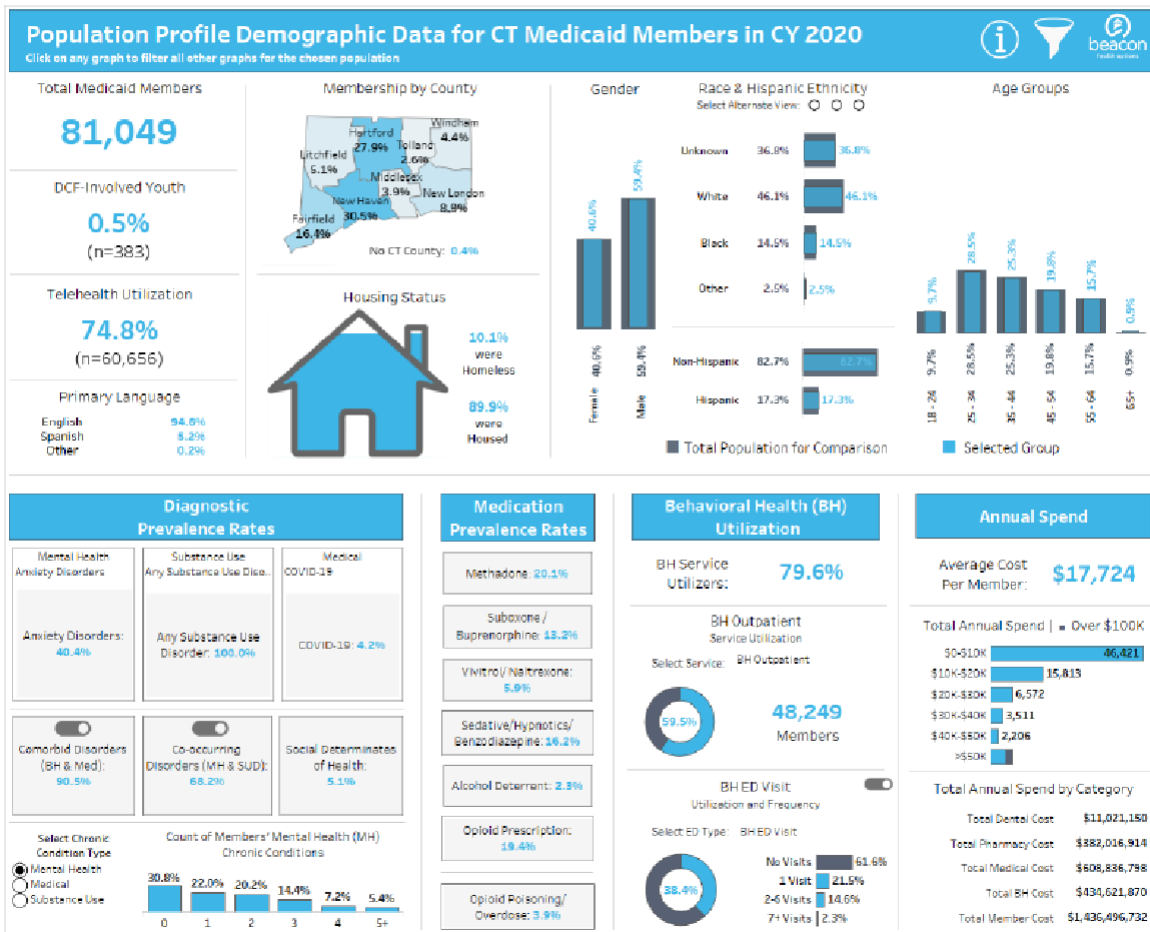 Population Profile Demographic Data for CT Medicaid Members in CY 2020
Click on any graph to filter all other graphs for the chosen population
beacon
health options
Total Medicaid Members
81,049
DCF-Involved Youth
0.5%
(n=383)
Telehealth Utilization
74.8%
(n=60,656)
Primary Language
English 94.6%
Spanish 5.2%
Other 0.2%
Membership by County
Windham
4.4%
Hartford
27.9%
Tolland
2.6%
Litchfield
5.1%
Middlesex
3.9%
New London
8.9%
New Haven
30.5%
Fairfield
16.4%
No CT County: 0.4%
Housing Status
10.1%
were
Homeless
89.9%
were
Housed
Gender
40.6%
59.4%
Female 40.6%
Male 59.4%
Race & Hispanic Ethnicity
Select Alternate View:
Unknown 36.8% 36.8%
White 46.1% 46.1%
Black 14.5% 14.5%
Other 2.5% 2.5%
Non-Hispanic 82.7% 82.7%
Hispanic 17.3% 17.3%
Age Groups
9.7%
28.5%
25.3%
19.8%
15.7%
0.9%
18 - 24 9.7%
25 - 34 28.5%
35 - 44 25.3%
45 - 54 19.8%
55 - 64 15.7%
65+ 0.9%
Total Population for Comparison
Selected Group
Diagnostic
Prevalence Rates
Mental Health
Anxiety Disorders
Anxiety Disorders:
40.4%
Substance Use
Any Substance Use Diso..
Any Substance Use
Disorder: 100.0%
Medical
COVID-19
COVID-19: 4.2%
Comorbid Disorders
(BH & Med):
90.5%
Co-occurring
Disorders (MH & SUD):
68.2%
Social Determinates
of Health:
5.1%
Select Chronic
Condition Type
Mental Health
Medical
Substance Use
Count of Members' Mental Health (MH)
Chronic Conditions
30.8% 22.0% 20.2% 14.4% 7.2% 5.4%
0 1 2 3 4 5+
Medication
Prevalence Rates
Methadone: 20.1%
Suboxone /
Buprenorphine: 13.2%
Vivitrol/ Naltrexone:
5.9%
Sedative/Hypnotics/
Benzodiazepine: 16.2%
Alcohol Deterrant: 2.3%
Opioid Prescription:
19.4%
Opioid Poisoning/
Overdose: 3.9%
Behavioral Health (BH)
Utilization
BH Service
Utilizers:
79.6%
BH Outpatient
Service Utilization
Select Service: BH Outpatient
59.5%
48,249
Members
BH ED Visit
Utilization and Frequency
Select ED Type: BH ED Visit
38.4%
No Visits 61.6%
1 Visit 21.5%
2-6 Visits 14.6%
7+ Visits 2.3%
Annual Spend
Average Cost
Per Member:
$17,724
Total Annual Spend | Over $100K
$0-$10K 46,421
$10K-$20K 15,813
$20K-$30K 6,572
$30K-$40K 3,511
$40K-$50K 2,206
>$50K
Total Annual Spend by Category
Total Dental Cost $11,021,150
Total Pharmacy Cost $382,016,914
Total Medical Cost $608,836,798
Total BH Cost $434,621,870
Total Member Cost $1,436,496,732